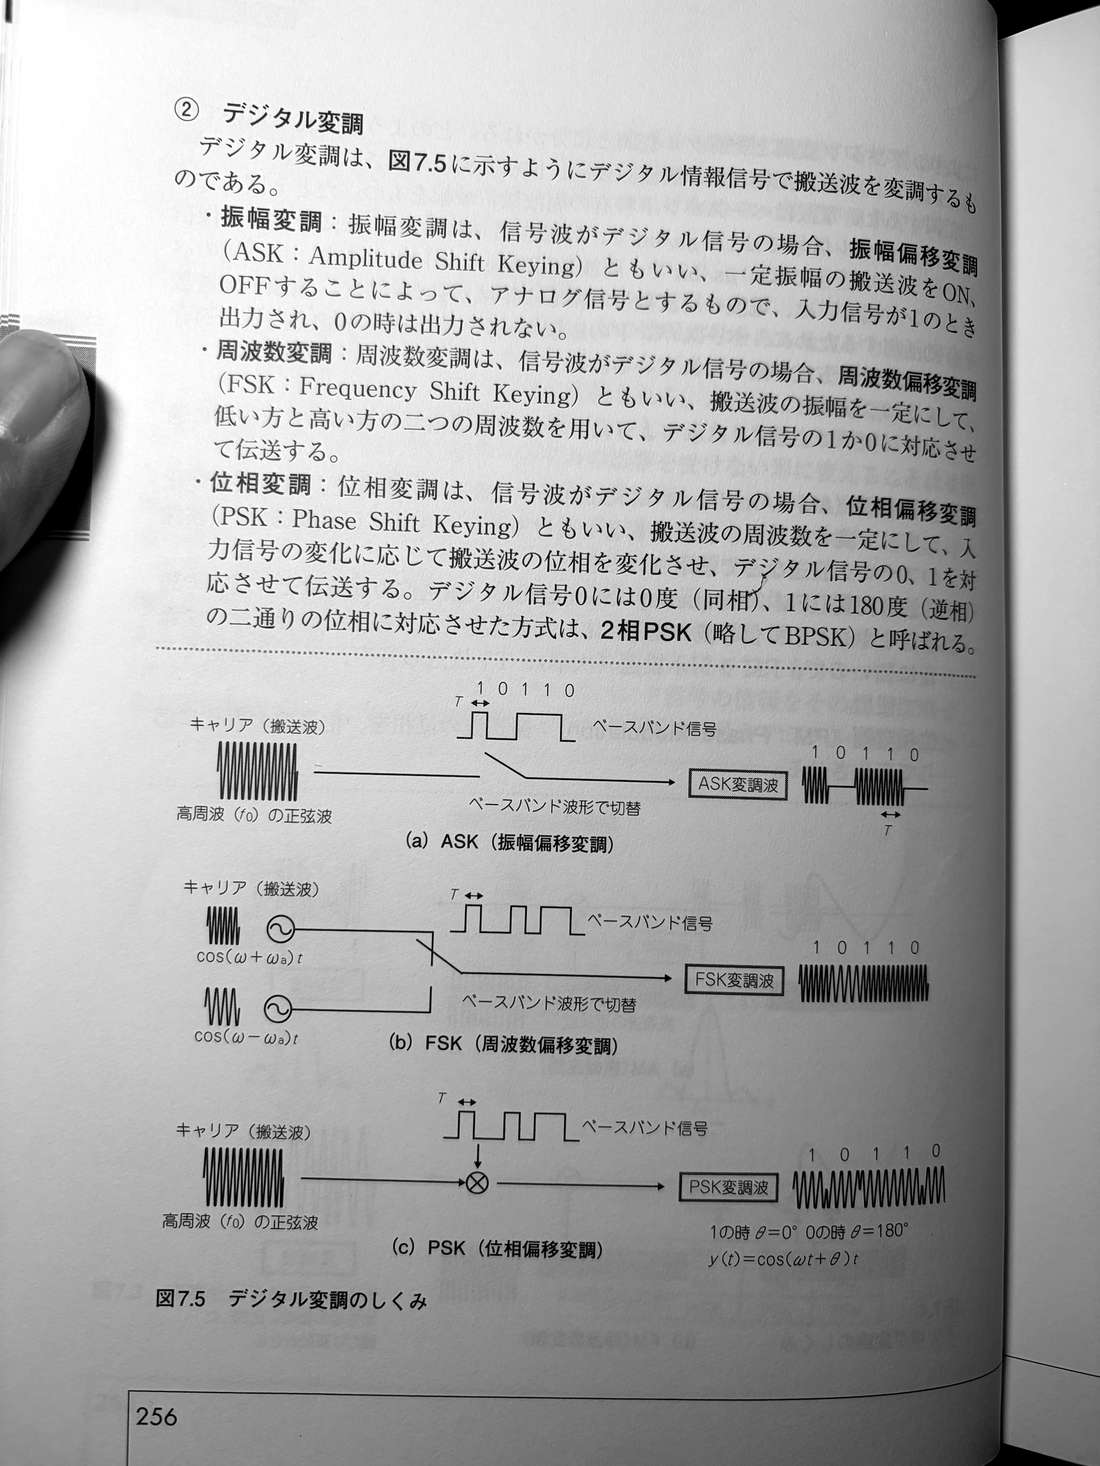 ② デジタル変調
デジタル変調は、図7.5に示すようにデジタル情報信号で搬送波を変調するも
のである。
・振幅変調：振幅変調は、信号波がデジタル信号の場合、振幅偏移変調
（ASK：Amplitude Shift Keying）ともいい、一定振幅の搬送波をON、
OFFすることによって、アナログ信号とするもので、入力信号が1のとき
出力され、0の時は出力されない。
・周波数変調：周波数変調は、信号波がデジタル信号の場合、周波数偏移変調
（FSK：Frequency Shift Keying）ともいい、搬送波の振幅を一定にして、
低い方と高い方の二つの周波数を用いて、デジタル信号の1か0に対応させ
て伝送する。
・位相変調：位相変調は、信号波がデジタル信号の場合、位相偏移変調
（PSK：Phase Shift Keying）ともいい、搬送波の周波数を一定にして、入
力信号の変化に応じて搬送波の位相を変化させ、デジタル信号の0、1を対
応させて伝送する。デジタル信号0には0度（同相）、1には180度（逆相）
の二通りの位相に対応させた方式は、2相PSK（略してBPSK）と呼ばれる。
1 0 1 1 0
T
キャリア（搬送波）
ベースバンド信号
1 0 1 1 0
ASK変調波
ベースバンド波形で切替
高周波（f0）の正弦波
T
(a) ASK（振幅偏移変調）
キャリア（搬送波）
T
ベースバンド信号
1 0 1 1 0
cos(ω＋ωa)t
FSK変調波
ベースバンド波形で切替
cos(ω－ωa)t
(b) FSK（周波数偏移変調）
T
キャリア（搬送波）
ベースバンド信号
1 0 1 1 0
PSK変調波
高周波（f0）の正弦波
1の時 θ＝0° 0の時 θ＝180°
(c) PSK（位相偏移変調）
y(t)＝cos(ωt＋θ)t
図7.5 デジタル変調のしくみ
256